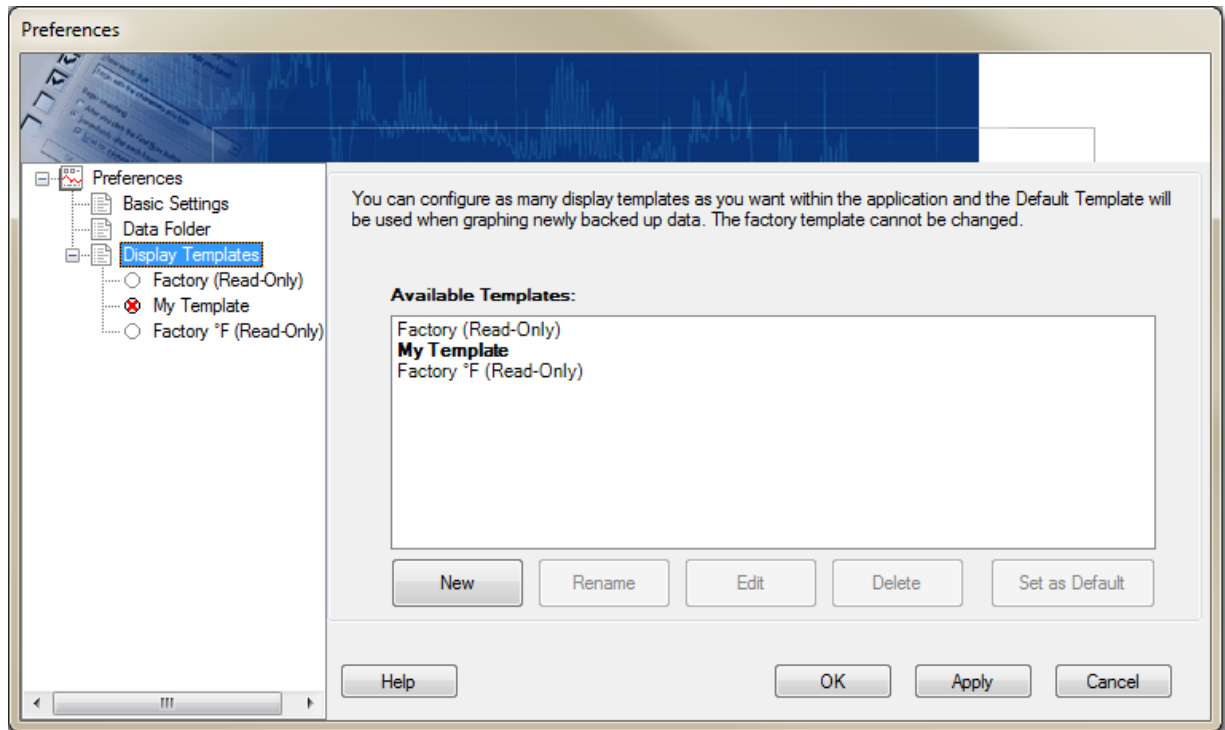 Preferences
Preferences
Basic Settings
Data Folder
Display Templates
Factory (Read-Only)
My Template
Factory °F (Read-Only)
You can configure as many display templates as you want within the application and the Default Template will
be used when graphing newly backed up data. The factory template cannot be changed.
Available Templates:
Factory (Read-Only)
My Template
Factory °F (Read-Only)
New
Rename
Edit
Delete
Set as Default
Help
OK
Apply
Cancel